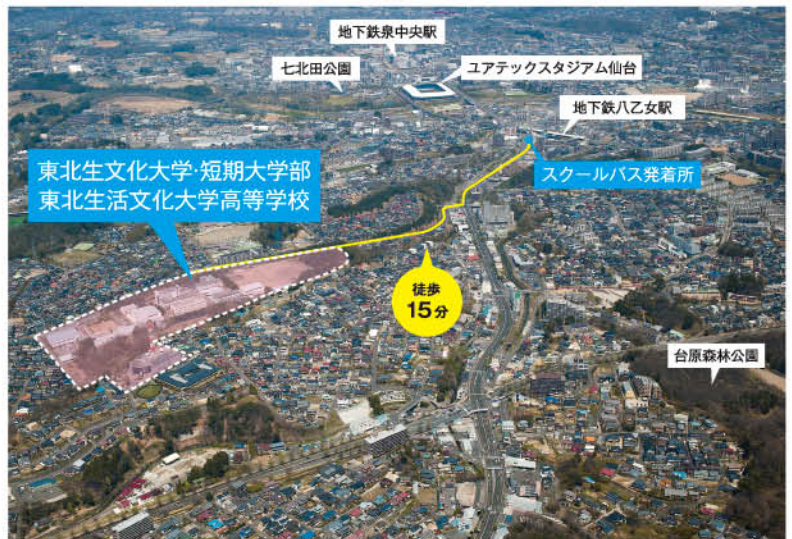 地下鉄泉中央駅
七北田公園
ユアテックスタジアム仙台
地下鉄八乙女駅
東北生文化大学·短期大学部
東北生活文化大学高等学校
スクールバス発着所
徒歩
15分
台原森林公園